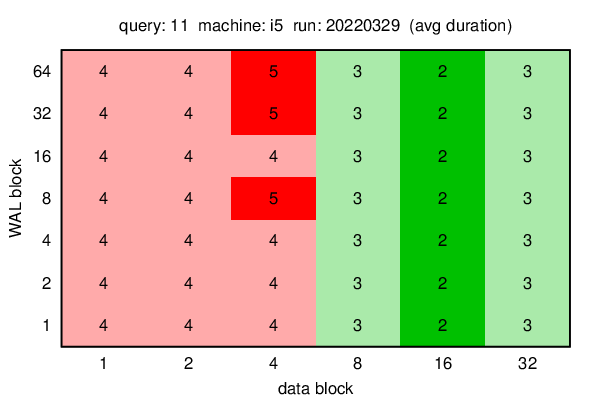 query: 11 machine: i5 run: 20220329 (avg duration)
64 4 4 5 3 2 3
32 4 4 5 3 2 3
16 4 4 4 3 2 3
8 4 4 5 3 2 3
4 4 4 4 3 2 3
2 4 4 4 3 2 3
1 4 4 4 3 2 3
WAL block
1 2 4 8 16 32
data block